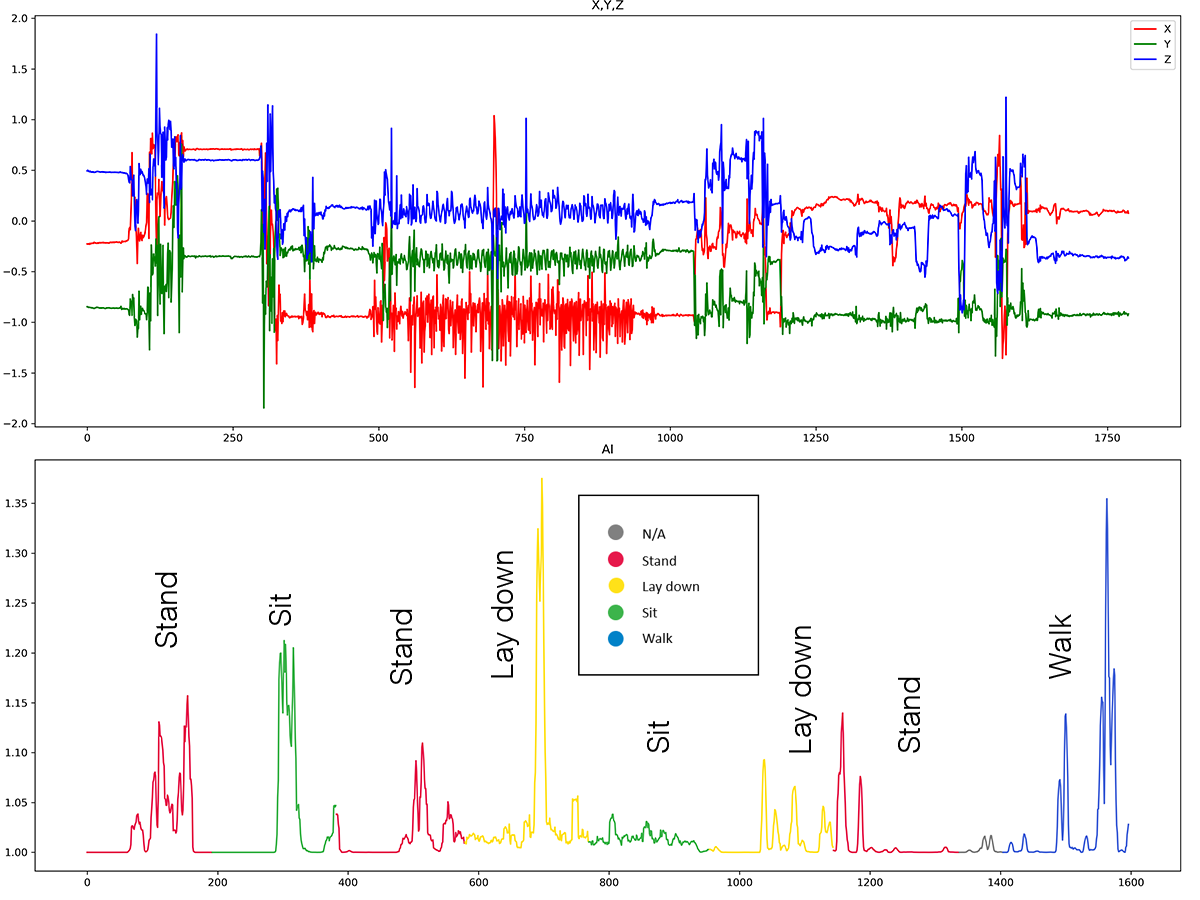 X,Y,Z
2.0
1.5
1.0
0.5
0.0
−0.5
−1.0
−1.5
−2.0
X
Y
Z
0 250 500 750 1000 1250 1500 1750
AI
1.35
1.30
1.25
1.20
1.15
1.10
1.05
1.00
Stand
Sit
Stand
Lay down
N/A
Stand
Lay down
Sit
Walk
Sit
Lay down
Stand
Walk
0 200 400 600 800 1000 1200 1400 1600